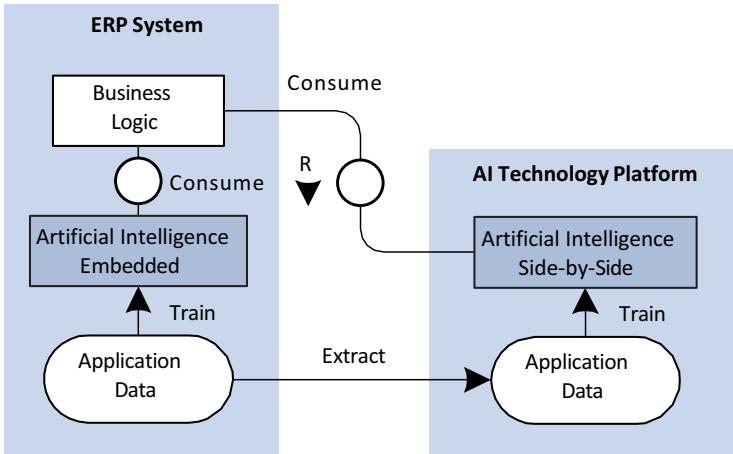 ERP System
Business
Logic
Consume
Consume
R
Artificial Intelligence
Embedded
Train
Application
Data
Extract
AI Technology Platform
Artificial Intelligence
Side-by-Side
Train
Application
Data